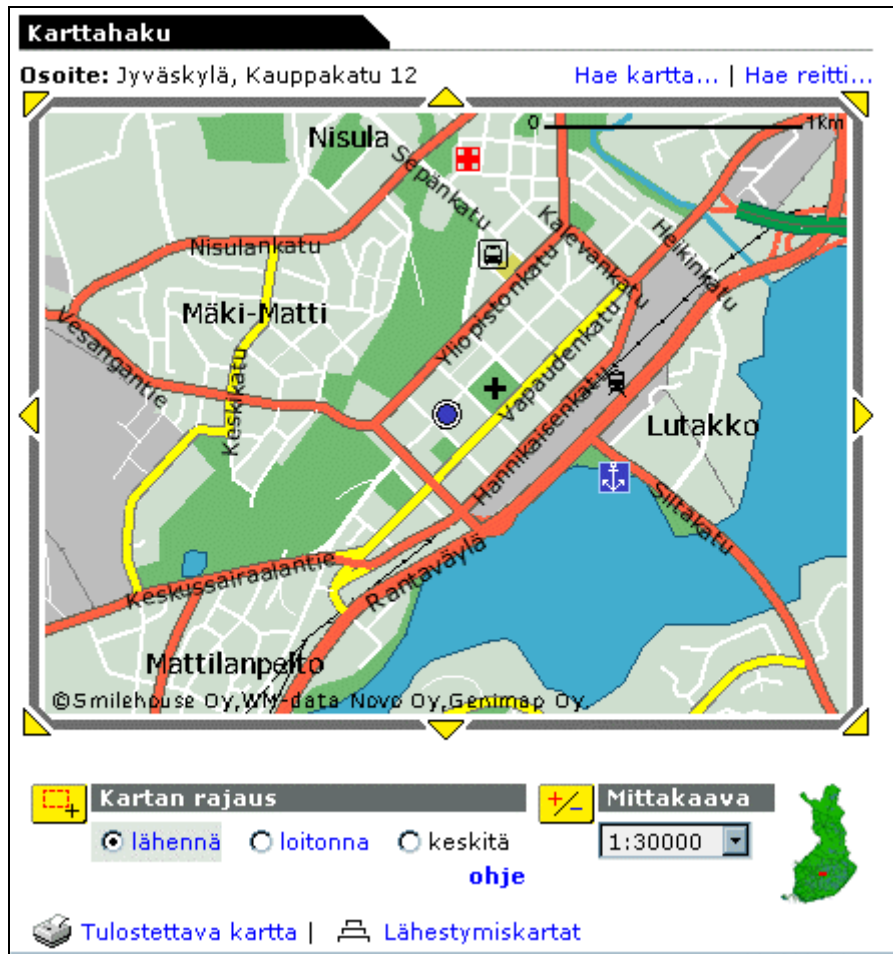 Karttahaku
Osoite: Jyväskylä, Kauppakatu 12
Hae kartta... | Hae reitti...
0 1km
Nisula
Sepänkatu
Kalevankatu
Heikinkatu
Nisulankatu
Yliopistonkatu
Mäki-Matti
Vesangantie
Vapaudenkatu
Keskikatu
Hannikaisenkatu
Lutakko
Siltakatu
Keskussairaalantie
Rantaväylä
Mattilanpelto
©Smilehouse Oy,WM-data Novo Oy,Genimap Oy
Kartan rajaus
lähennä loitonna keskitä
ohje
Mittakaava
1:30000
Tulostettava kartta | Lähestymiskartat